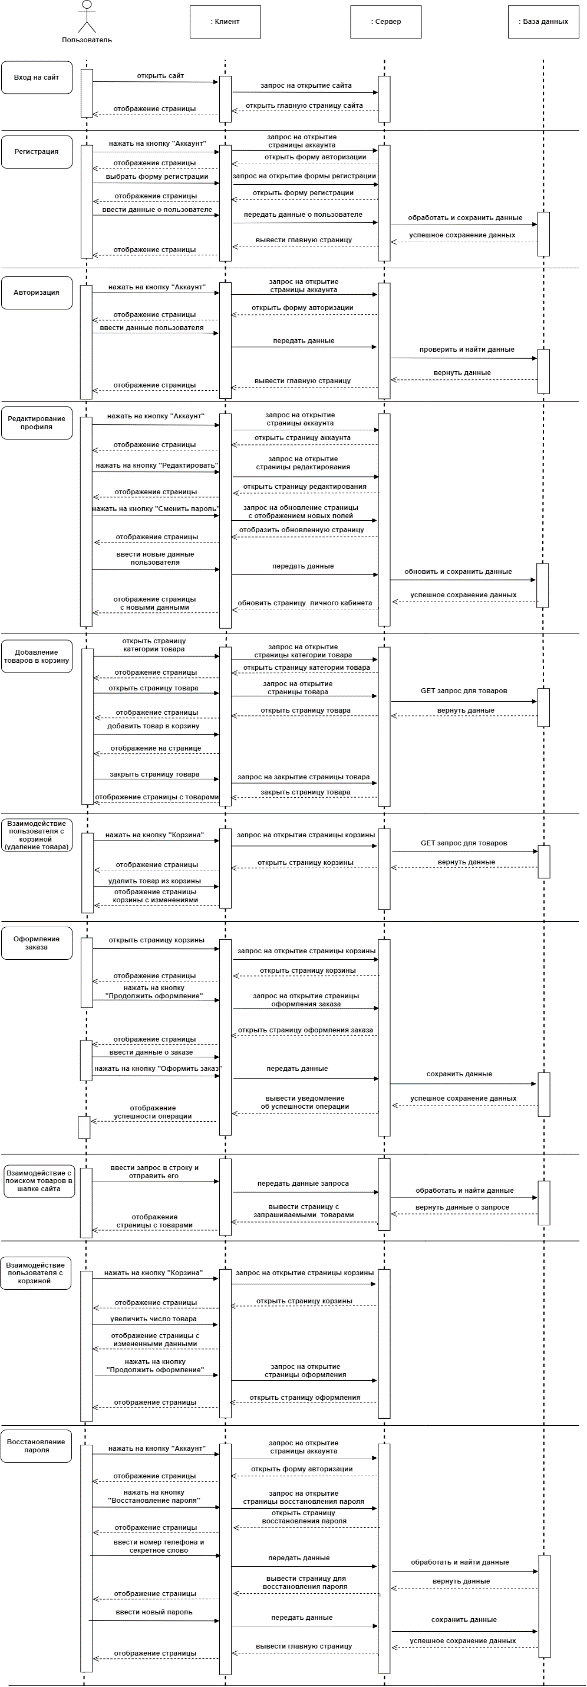 Пользователь
: Клиент
: Сервер
: База данных
Вход на сайт
открыть сайт
запрос на открытие сайта
открыть главную страницу сайта
отображение страницы
Регистрация
нажать на кнопку "Аккаунт"
запрос на открытие
страницы аккаунта
открыть форму авторизации
отображение страницы
выбрать форму регистрации
запрос на открытие формы регистрации
открыть форму регистрации
отображение страницы
ввести данные о пользователе
передать данные о пользователе
обработать и сохранить данные
успешное сохранение данных
вывести главную страницу
отображение страницы
Авторизация
нажать на кнопку "Аккаунт"
запрос на открытие
страницы аккаунта
открыть форму авторизации
отображение страницы
ввести данные пользователя
передать данные
проверить и найти данные
вернуть данные
вывести главную страницу
отображение страницы
Редактирование
профиля
нажать на кнопку "Аккаунт"
запрос на открытие
страницы аккаунта
открыть страницу аккаунта
отображение страницы
нажать на кнопку "Редактировать"
запрос на открытие
страницы редактирования
открыть страницу редактирования
отображение страницы
нажать на кнопку "Сменить пароль"
запрос на обновление страницы
с отображением новых полей
отобразить обновленную страницу
отображение страницы
ввести новые данные
пользователя
передать данные
обновить и сохранить данные
успешное сохранение данных
обновить страницу личного кабинета
отображение страницы
с новыми данными
Добавление
товаров в корзину
открыть страницу
категории товара
запрос на открытие
страницы категории товара
открыть страницу категории товара
отображение страницы
открыть страницу товара
запрос на открытие
страницы товара
GET запрос для товаров
вернуть данные
открыть страницу товара
отображение страницы
добавить товар в корзину
отображение на странице
закрыть страницу товара
запрос на закрытие страницы товара
закрыть страницу товара
отображение страницы с товарами
Взаимодействие
пользователя с
корзиной
(удаление товара)
нажать на кнопку "Корзина"
запрос на открытия страницы корзины
GET запрос для товаров
вернуть данные
открыть страницу корзины
отображение страницы
удалить товар из корзины
отображение страницы
корзины с изменениями
Оформление
заказа
открыть страницу корзины
запрос на открытие страницы корзины
открыть страницу корзины
отображение страницы
нажать на кнопку
"Продолжить оформление"
запрос на открытие страницы
оформления заказа
открыть страницу оформления заказа
отображение страницы
ввести данные о заказе
нажать на кнопку "Оформить заказ"
передать данные
сохранить данные
успешное сохранение данных
вывести уведомление
об успешности операции
отображение
успешности операции
Взаимодействие с
поиском товаров в
шапке сайта
ввести запрос в строку и
отправить его
передать данные запроса
обработать и найти данные
вернуть данные о запросе
вывести страницу с
запрашиваемыми товарами
отображение
страницы с товарами
Взаимодействие
пользователя с
корзиной
нажать на кнопку "Корзина"
запрос на открытие страницы корзины
открыть страницу корзины
отображение страницы
увеличить число товара
отображение страницы с
измененными данными
нажать на кнопку
"Продолжить оформление"
запрос на открытие
страницы оформления
открыть страницу оформления
отображение страницы
Восстановление
пароля
нажать на кнопку "Аккаунт"
запрос на открытие
страницы аккаунта
открыть форму авторизации
отображение страницы
нажать на кнопку
"Восстановление пароля"
запрос на открытие
страницы восстановления пароля
открыть страницу
восстановления пароля
отображение страницы
ввести номер телефона и
секретное слово
передать данные
обработать и найти данные
вернуть данные
вывести страницу для
восстановления пароля
отображение страницы
ввести новый пароль
передать данные
сохранить данные
успешное сохранение данных
вывести главную страницу
отображение страницы